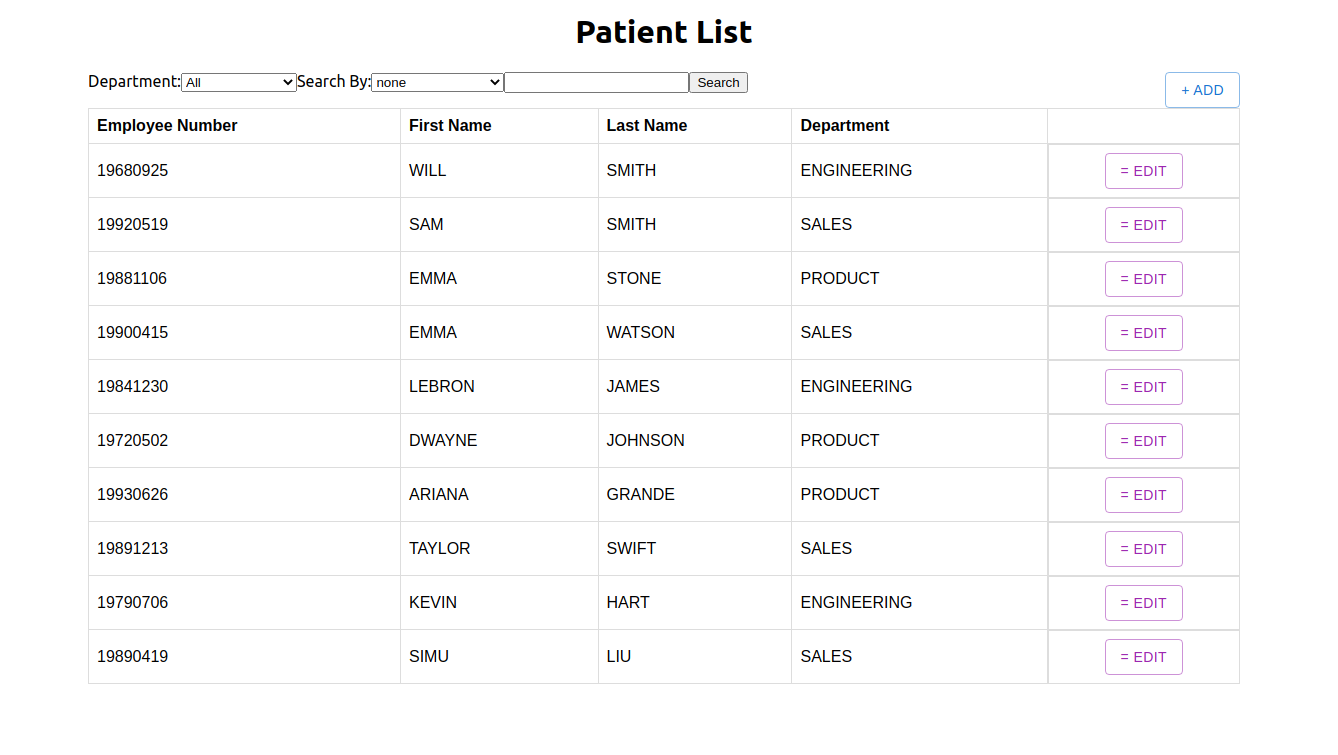 Patient List
Department: All Search By: none Search
+ ADD
Employee Number First Name Last Name Department
19680925 WILL SMITH ENGINEERING = EDIT
19920519 SAM SMITH SALES = EDIT
19881106 EMMA STONE PRODUCT = EDIT
19900415 EMMA WATSON SALES = EDIT
19841230 LEBRON JAMES ENGINEERING = EDIT
19720502 DWAYNE JOHNSON PRODUCT = EDIT
19930626 ARIANA GRANDE PRODUCT = EDIT
19891213 TAYLOR SWIFT SALES = EDIT
19790706 KEVIN HART ENGINEERING = EDIT
19890419 SIMU LIU SALES = EDIT